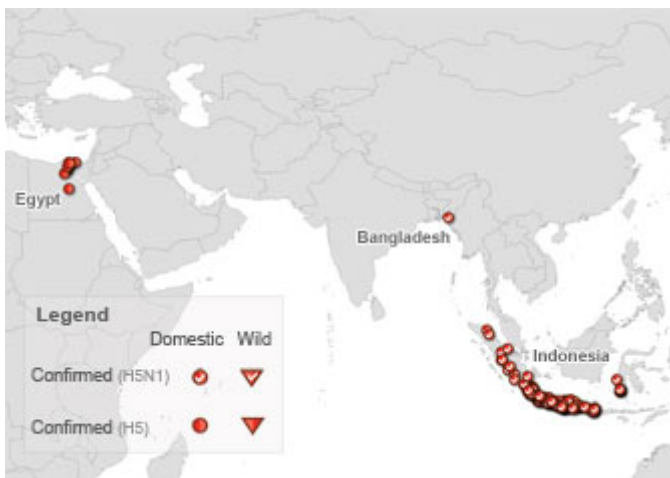 Egypt
Bangladesh
Indonesia
Legend
Domestic Wild
Confirmed (H5N1)
Confirmed (H5)